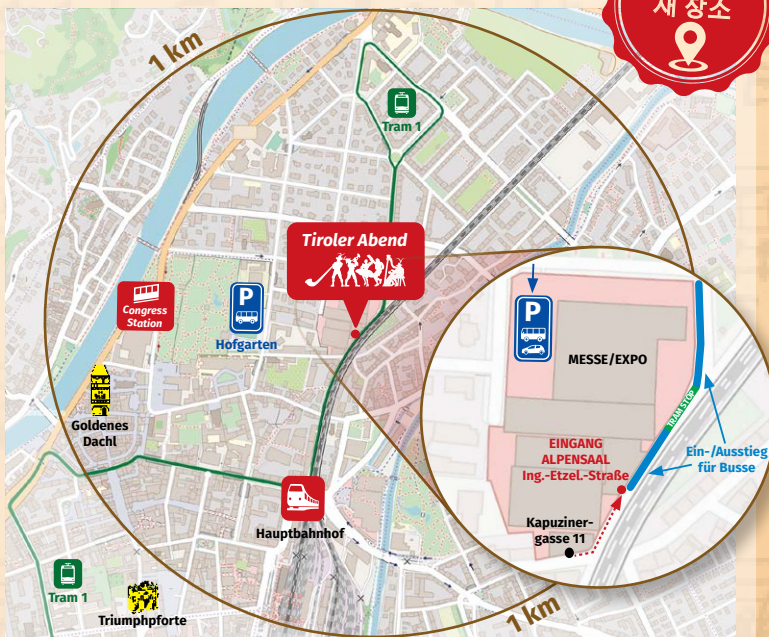 새 장소
1 km
Tram 1
Tiroler Abend
Congress
Station
P
Hofgarten
P
MESSE/EXPO
Goldenes
Dachl
TRAM STOP
EINGANG
ALPENSAAL
Ing.-Etzel-Straße
Ein-/Ausstieg
für Busse
Hauptbahnhof
Kapuziner-
gasse 11
Tram 1
Triumphpforte
1 km